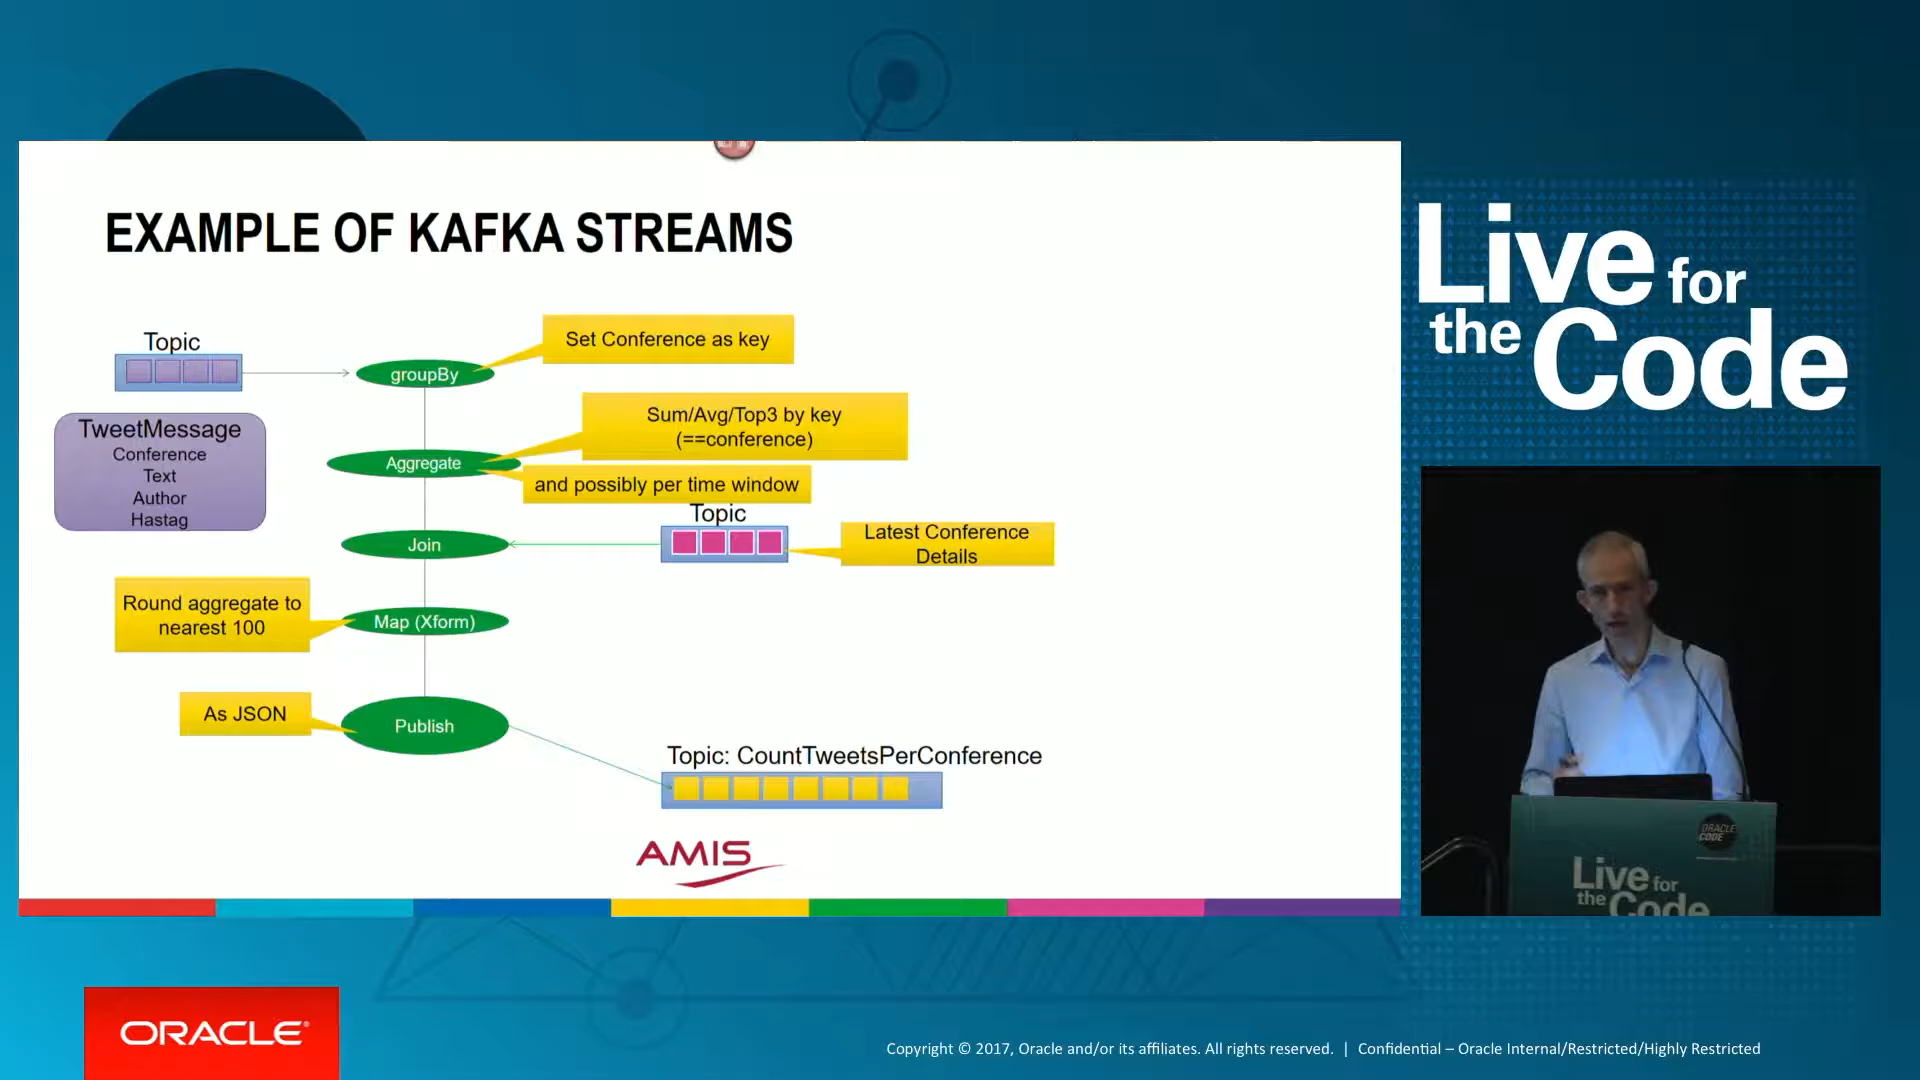 EXAMPLE OF KAFKA STREAMS
Topic
groupBy
Set Conference as key
TweetMessage
Conference
Text
Author
Hastag
Aggregate
Sum/Avg/Top3 by key
(==conference)
and possibly per time window
Join
Topic
Latest Conference
Details
Round aggregate to
nearest 100
Map (Xform)
As JSON
Publish
Topic: CountTweetsPerConference
AMIS
Live for
the Code
ORACLE
CODE
Live for
the Code
ORACLE®
Copyright © 2017, Oracle and/or its affiliates. All rights reserved. | Confidential – Oracle Internal/Restricted/Highly Restricted